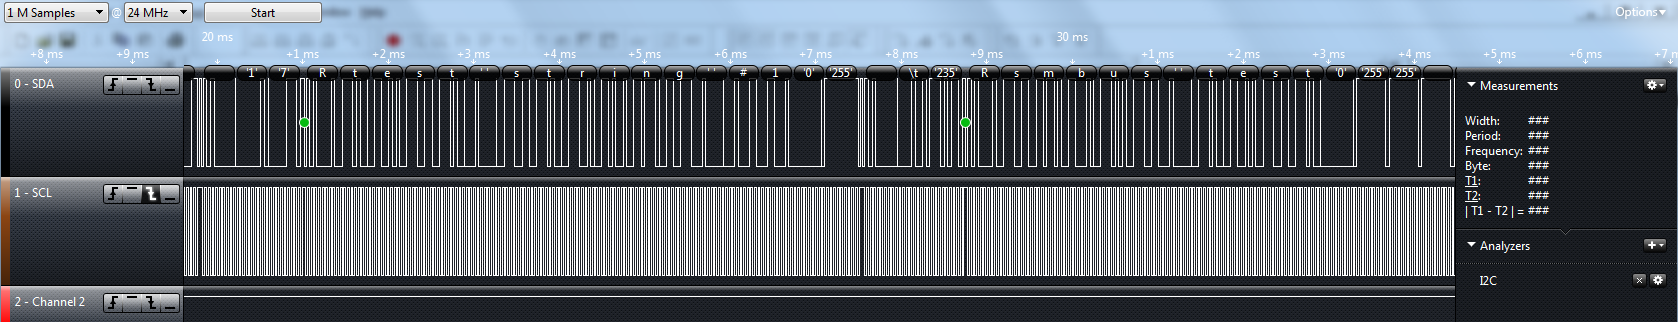 1 M Samples @ 24 MHz Start Options
20 ms 30 ms
+8 ms +9 ms +1 ms +2 ms +3 ms +4 ms +5 ms +6 ms +7 ms +8 ms +9 ms +1 ms +2 ms +3 ms +4 ms +5 ms +6 ms +7
'1' '7' R t e s t ' ' s t r i n g ' ' # 1 '0' '255' \t '235' R s m b u s ' ' t e s t '0' '255' '255'
0 - SDA
1 - SCL
2 - Channel 2
Measurements
Width: ###
Period: ###
Frequency: ###
Byte: ###
T1: ###
T2: ###
| T1 - T2 | = ###
Analyzers
I2C